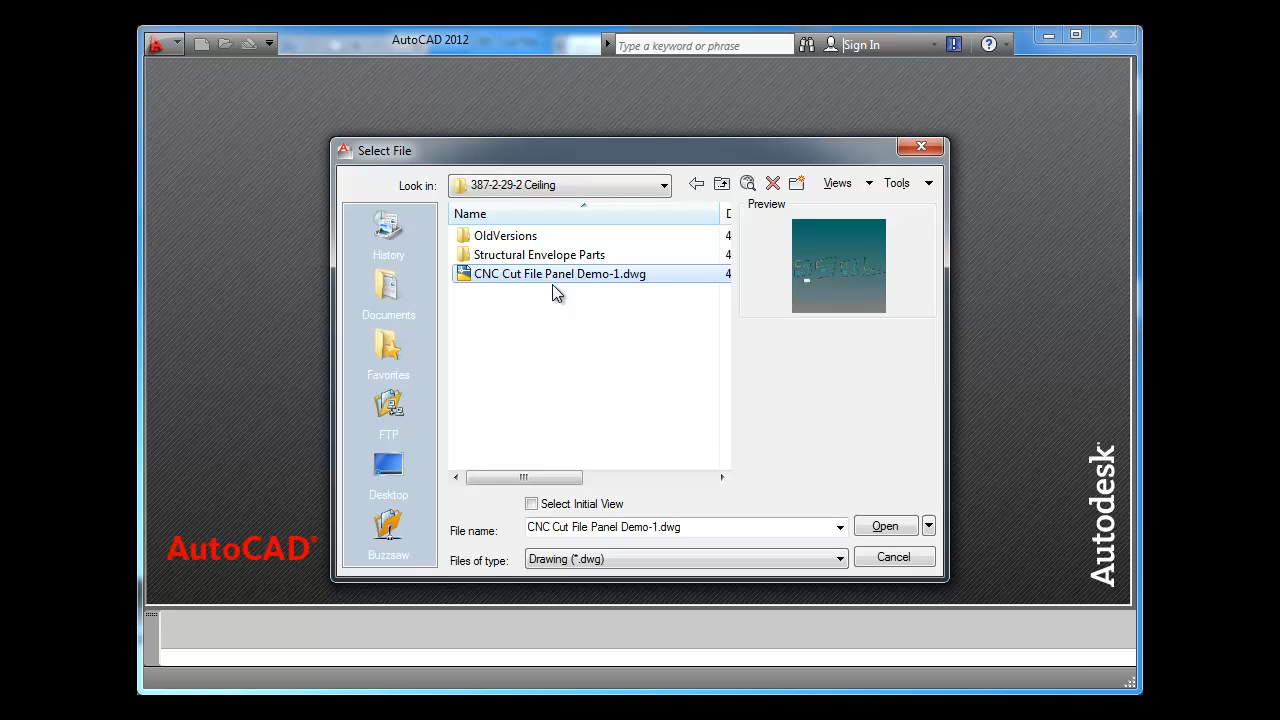 AutoCAD 2012
Type a keyword or phrase
Sign In
Select File
Look in:
387-2-29-2 Ceiling
Views
Tools
Name
D
Preview
OldVersions
4
Structural Envelope Parts
4
CNC Cut File Panel Demo-1.dwg
4
History
Documents
Favorites
FTP
Desktop
Buzzsaw
Select Initial View
File name:
CNC Cut File Panel Demo-1.dwg
Open
Files of type:
Drawing (*.dwg)
Cancel
AutoCAD®
Autodesk®